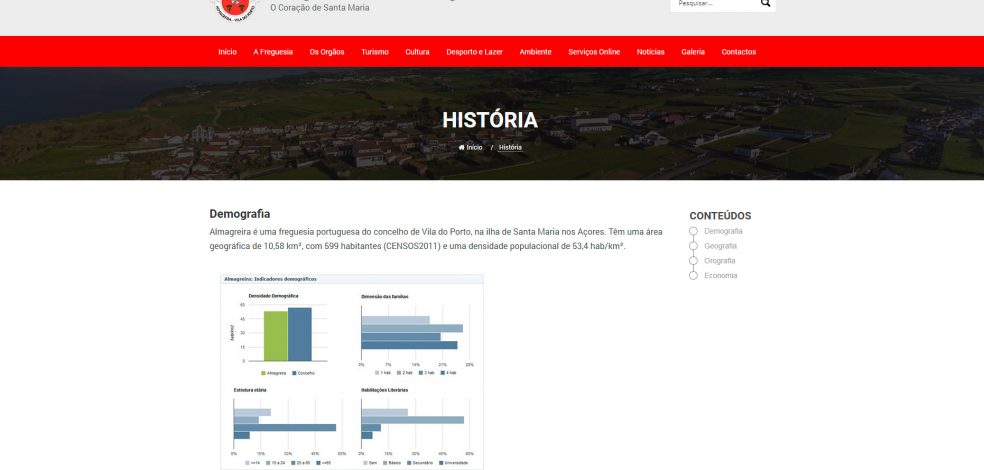 O Coração de Santa Maria
Pesquisar...
Início A Freguesia Os Orgãos Turismo Cultura Desporto e Lazer Ambiente Serviços Online Notícias Galeria Contactos
HISTÓRIA
Início / História
Demografia
Almagreira é uma freguesia portuguesa do concelho de Vila do Porto, na ilha de Santa Maria nos Açores. Têm uma área
geográfica de 10,58 km², com 599 habitantes (CENSOS2011) e uma densidade populacional de 53,4 hab/km².
CONTEÚDOS
Demografia
Geografia
Orografia
Economia
Almagreira: Indicadores demográficos
Densidade Demográfica
60
45
30
15
0
Hab/km2
Almagreira Concelho
Dimensão das famílias
0% 7% 14% 21% 28%
1 hab 2 hab 3 hab 4 hab
Estrutura etária
0% 15% 30% 45% 60%
<=14 15 a 24 25 a 65 >=65
Habilitações Literárias
0% 15% 30% 45% 60%
Sem Básico Secundário Universidade